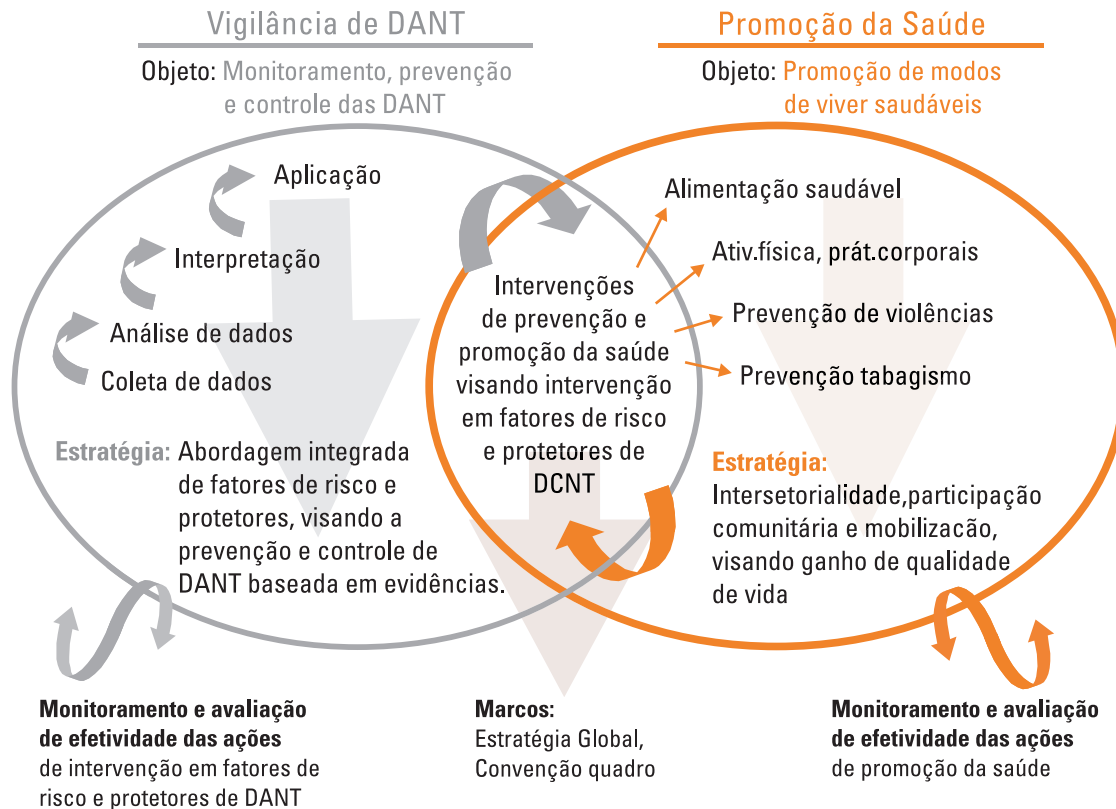 Vigilância de DANT
Objeto: Monitoramento, prevenção
e controle das DANT
Promoção da Saúde
Objeto: Promoção de modos
de viver saudáveis
Aplicação
Interpretação
Análise de dados
Coleta de dados
Estratégia: Abordagem integrada
de fatores de risco e
protetores, visando a
prevenção e controle de
DANT baseada em evidências.
Intervenções
de prevenção e
promoção da saúde
visando intervenção
em fatores de risco
e protetores de
DCNT
Alimentação saudável
Ativ.física, prát.corporais
Prevenção de violências
Prevenção tabagismo
Estratégia:
Intersetorialidade,participação
comunitária e mobilizacão,
visando ganho de qualidade
de vida
Monitoramento e avaliação
de efetividade das ações
de intervenção em fatores de
risco e protetores de DANT
Marcos:
Estratégia Global,
Convenção quadro
Monitoramento e avaliação
de efetividade das ações
de promoção da saúde